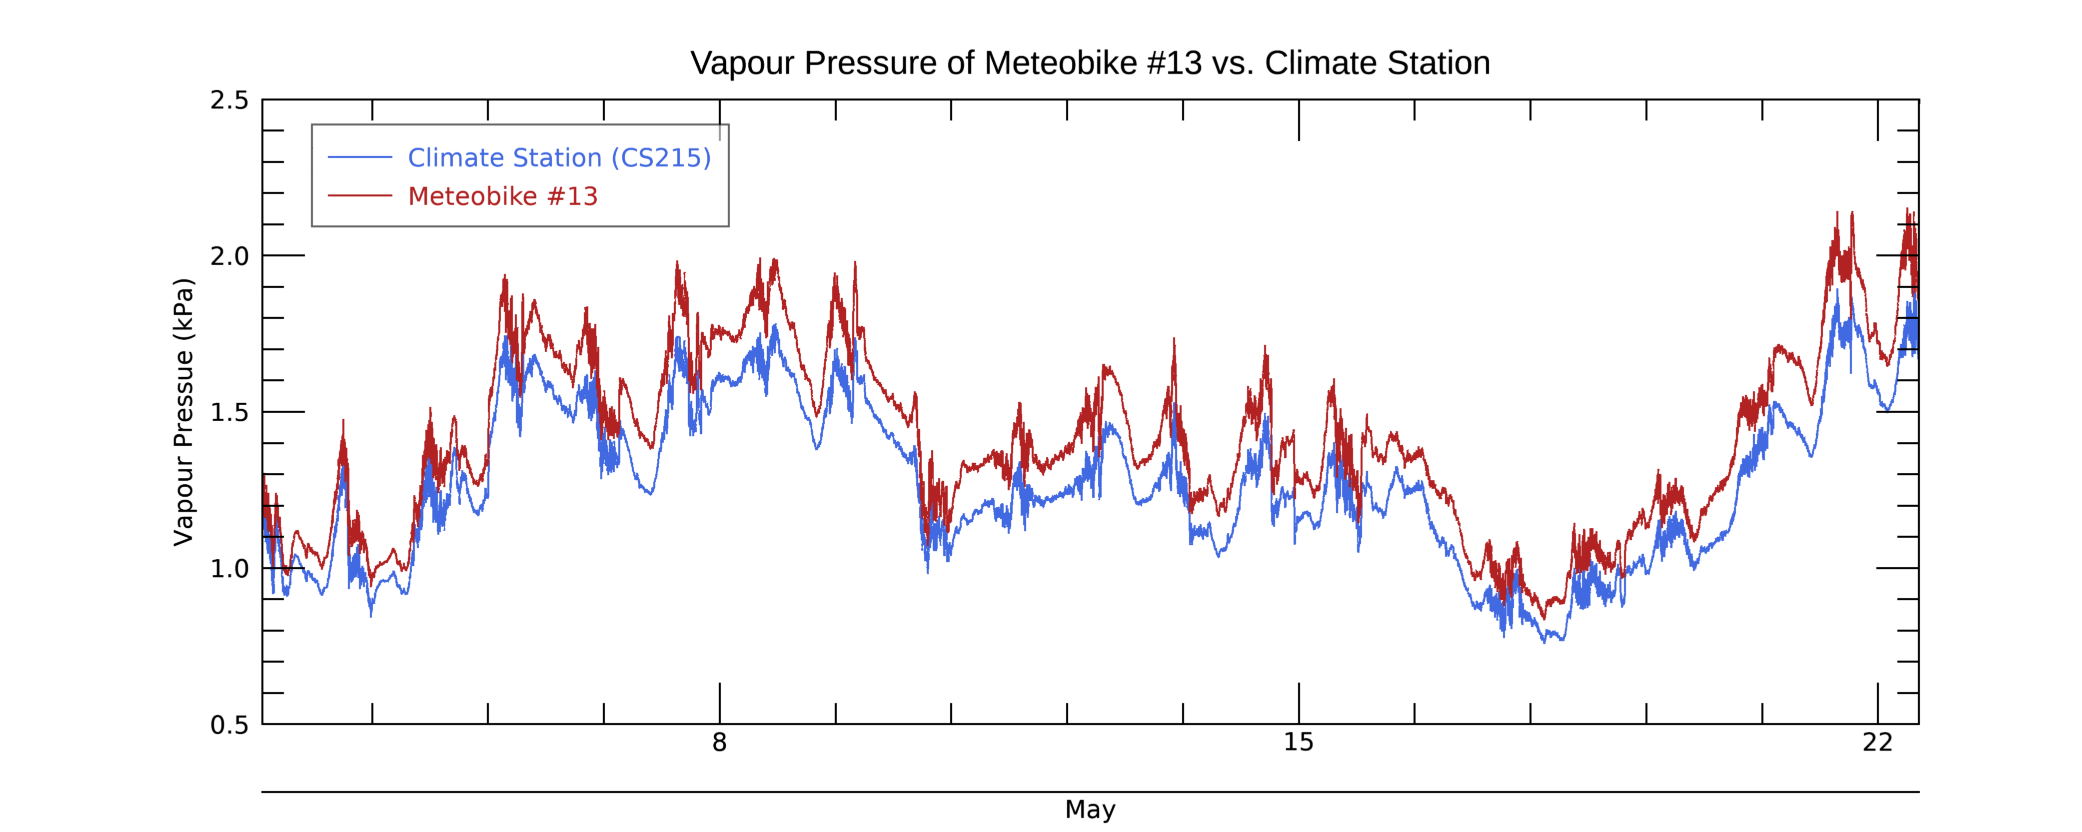 Vapour Pressure of Meteobike #13 vs. Climate Station
2.5
2.0
1.5
1.0
0.5
Vapour Pressue (kPa)
Climate Station (CS215)
Meteobike #13
8
15
22
May